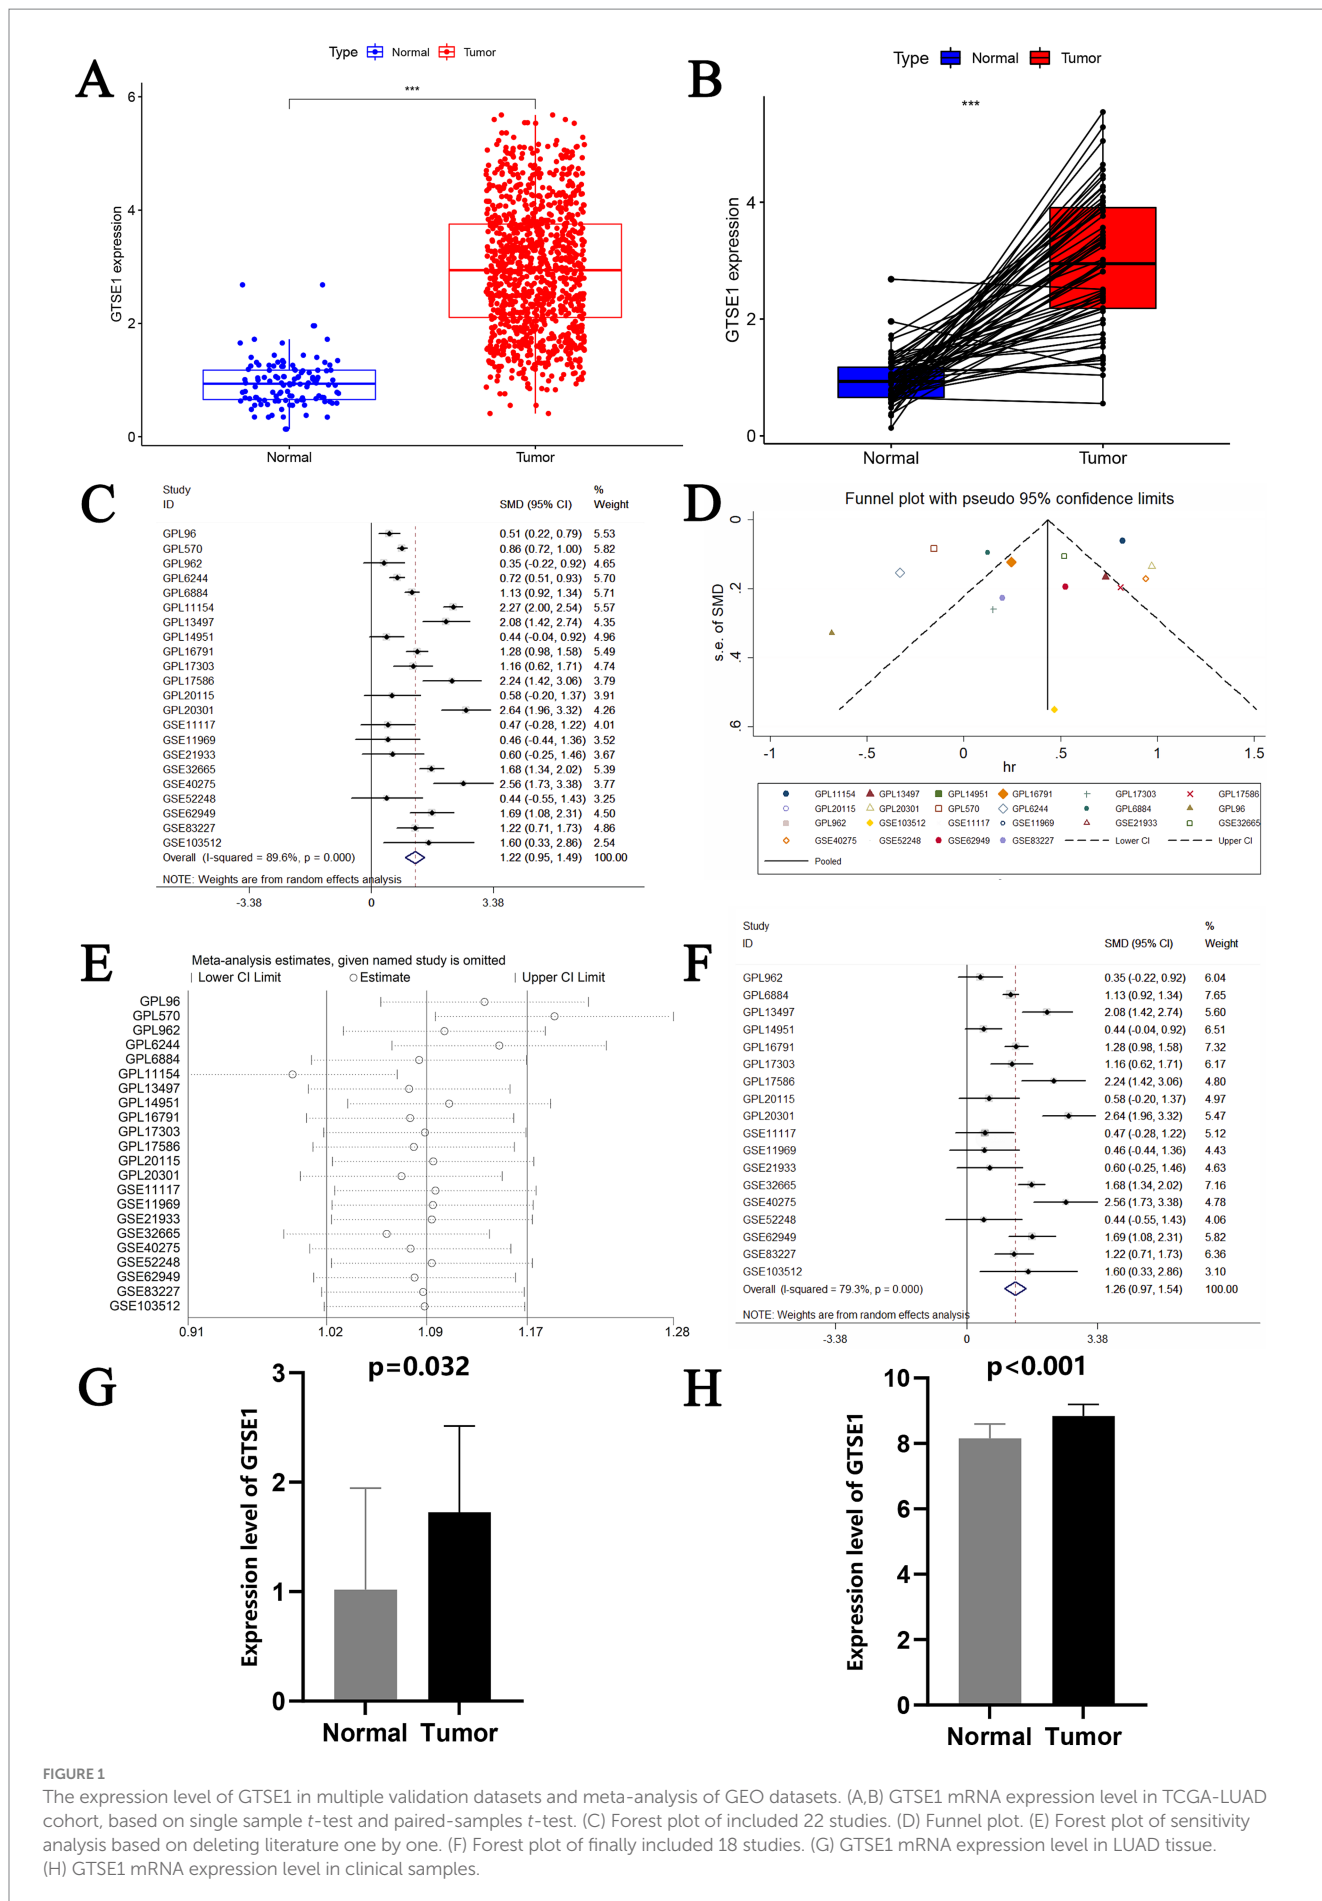 A
Type Normal Tumor
***
6
4
2
0
GTSE1 expression
Normal Tumor
B
Type Normal Tumor
***
4
2
0
GTSE1 expression
Normal Tumor
C
Study %
ID SMD (95% CI) Weight
GPL96 0.51 (0.22, 0.79) 5.53
GPL570 0.86 (0.72, 1.00) 5.82
GPL962 0.35 (-0.22, 0.92) 4.65
GPL6244 0.72 (0.51, 0.93) 5.70
GPL6884 1.13 (0.92, 1.34) 5.71
GPL11154 2.27 (2.00, 2.54) 5.57
GPL13497 2.08 (1.42, 2.74) 4.35
GPL14951 0.44 (-0.04, 0.92) 4.96
GPL16791 1.28 (0.98, 1.58) 5.49
GPL17303 1.16 (0.62, 1.71) 4.74
GPL17586 2.24 (1.42, 3.06) 3.79
GPL20115 0.58 (-0.20, 1.37) 3.91
GPL20301 2.64 (1.96, 3.32) 4.26
GSE11117 0.47 (-0.28, 1.22) 4.01
GSE11969 0.46 (-0.44, 1.36) 3.52
GSE21933 0.60 (-0.25, 1.46) 3.67
GSE32665 1.68 (1.34, 2.02) 5.39
GSE40275 2.56 (1.73, 3.38) 3.77
GSE52248 0.44 (-0.55, 1.43) 3.25
GSE62949 1.69 (1.08, 2.31) 4.50
GSE83227 1.22 (0.71, 1.73) 4.86
GSE103512 1.60 (0.33, 2.86) 2.54
Overall (I-squared = 89.6%, p = 0.000) 1.22 (0.95, 1.49) 100.00
NOTE: Weights are from random effects analysis
-3.38 0 3.38
D
Funnel plot with pseudo 95% confidence limits
0
.2
.4
.6
s.e. of SMD
-1 -.5 0 .5 1 1.5
hr
GPL11154 GPL13497 GPL14951 GPL16791 GPL17303 GPL17586
GPL20115 GPL20301 GPL570 GPL6244 GPL6884 GPL96
GPL962 GSE103512 GSE11117 GSE11969 GSE21933 GSE32665
GSE40275 GSE52248 GSE62949 GSE83227 Lower CI Upper CI
Pooled
E
Meta-analysis estimates, given named study is omitted
Lower CI Limit Estimate Upper CI Limit
GPL96
GPL570
GPL962
GPL6244
GPL6884
GPL11154
GPL13497
GPL14951
GPL16791
GPL17303
GPL17586
GPL20115
GPL20301
GSE11117
GSE11969
GSE21933
GSE32665
GSE40275
GSE52248
GSE62949
GSE83227
GSE103512
0.91 1.02 1.09 1.17 1.28
F
Study %
ID SMD (95% CI) Weight
GPL962 0.35 (-0.22, 0.92) 6.04
GPL6884 1.13 (0.92, 1.34) 7.65
GPL13497 2.08 (1.42, 2.74) 5.60
GPL14951 0.44 (-0.04, 0.92) 6.51
GPL16791 1.28 (0.98, 1.58) 7.32
GPL17303 1.16 (0.62, 1.71) 6.17
GPL17586 2.24 (1.42, 3.06) 4.80
GPL20115 0.58 (-0.20, 1.37) 4.97
GPL20301 2.64 (1.96, 3.32) 5.47
GSE11117 0.47 (-0.28, 1.22) 5.12
GSE11969 0.46 (-0.44, 1.36) 4.43
GSE21933 0.60 (-0.25, 1.46) 4.63
GSE32665 1.68 (1.34, 2.02) 7.16
GSE40275 2.56 (1.73, 3.38) 4.78
GSE52248 0.44 (-0.55, 1.43) 4.06
GSE62949 1.69 (1.08, 2.31) 5.82
GSE83227 1.22 (0.71, 1.73) 6.36
GSE103512 1.60 (0.33, 2.86) 3.10
Overall (I-squared = 79.3%, p = 0.000) 1.26 (0.97, 1.54) 100.00
NOTE: Weights are from random effects analysis
-3.38 0 3.38
G
p=0.032
3
2
1
0
Expression level of GTSE1
Normal Tumor
H
p<0.001
10
8
6
4
2
0
Expression level of GTSE1
Normal Tumor
FIGURE 1
The expression level of GTSE1 in multiple validation datasets and meta-analysis of GEO datasets. (A,B) GTSE1 mRNA expression level in TCGA-LUAD
cohort, based on single sample t-test and paired-samples t-test. (C) Forest plot of included 22 studies. (D) Funnel plot. (E) Forest plot of sensitivity
analysis based on deleting literature one by one. (F) Forest plot of finally included 18 studies. (G) GTSE1 mRNA expression level in LUAD tissue.
(H) GTSE1 mRNA expression level in clinical samples.